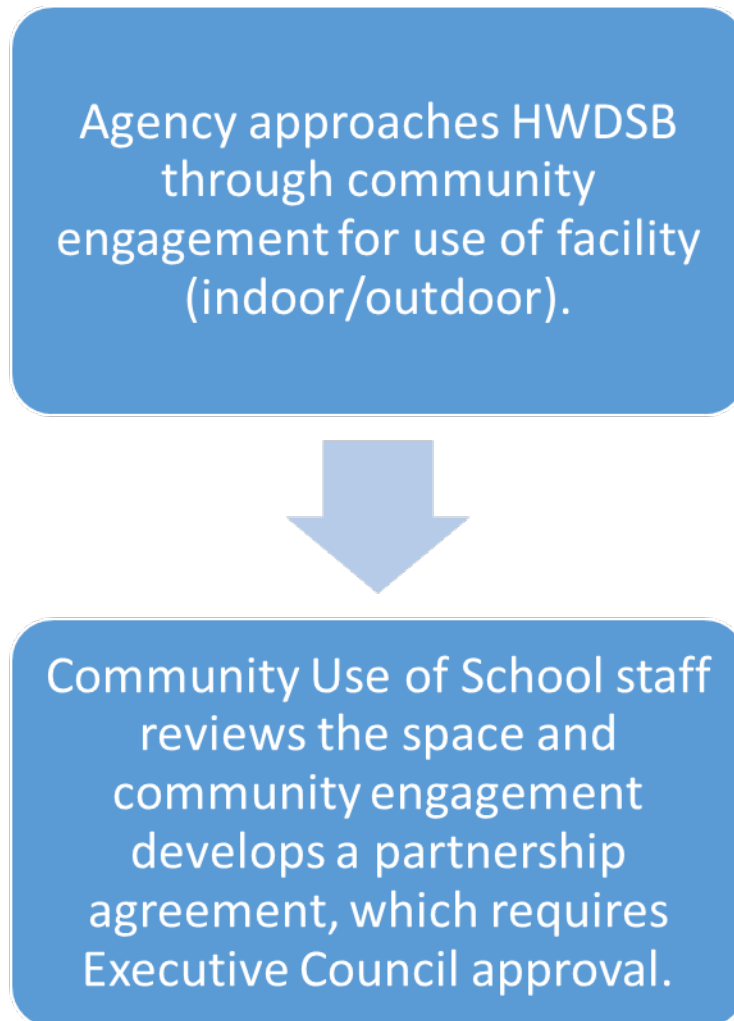 Agency approaches HWDSB
through community
engagement for use of facility
(indoor/outdoor).
Community Use of School staff
reviews the space and
community engagement
develops a partnership
agreement, which requires
Executive Council approval.